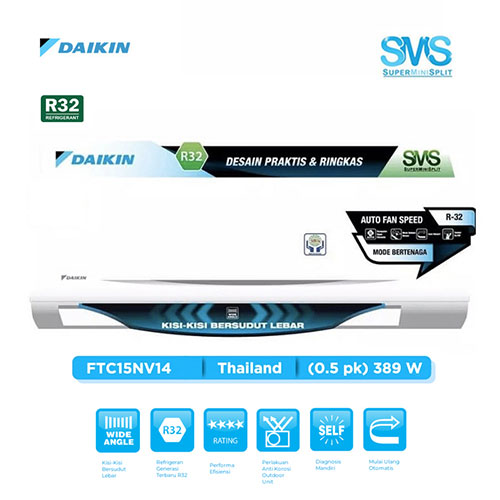 DAIKIN
SMS
SUPERMINISPLIT
R32
REFRIGERANT
DAIKIN
R32
DESAIN PRAKTIS & RINGKAS
SMS
SUPERMINISPLIT
AUTO FAN SPEED
R-32
MODE BERTENAGA
DAIKIN
WIDE ANGLE
KISI-KISI BERSUDUT LEBAR
FTC15NV14
Thailand
(0.5 pk) 389 W
WIDE
ANGLE
R32
RATING
SELF
Kisi Kisi
Bersudut
Lebar
Refrigeran
Generasi
Terbaru R32
Performa
Efisiensi
Perlakuan
Anti Korosi
Outdoor
Unit
Diagnosis
Mandiri
Mulai Ulang
Otomatis